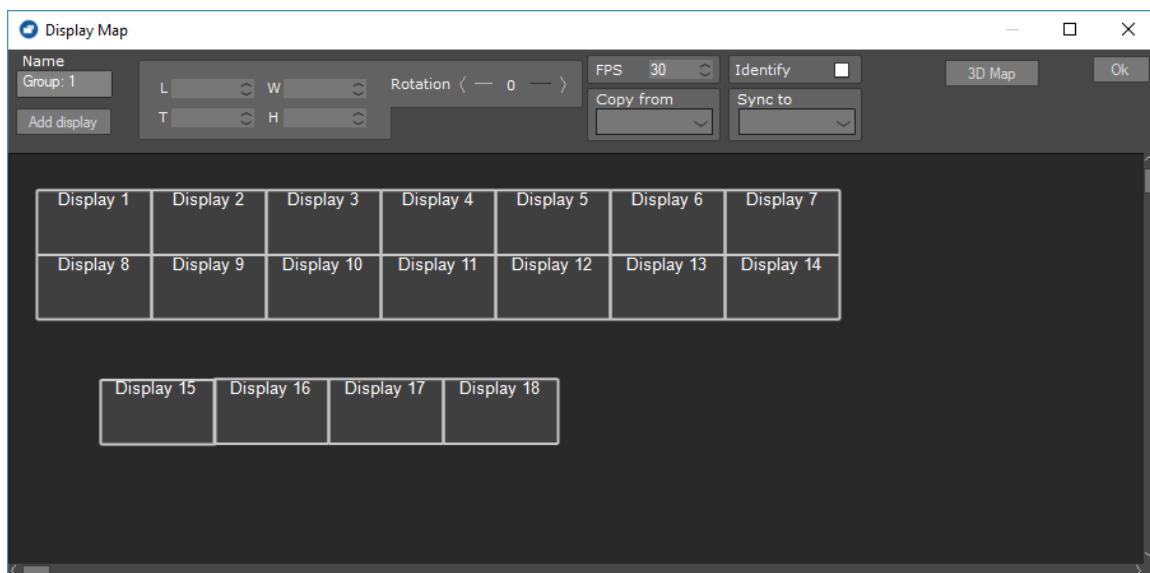 Display Map
Name
Group: 1
Add display
L
W
T
H
Rotation 0
FPS 30
Copy from
Identify
Sync to
3D Map
Ok
Display 1 Display 2 Display 3 Display 4 Display 5 Display 6 Display 7
Display 8 Display 9 Display 10 Display 11 Display 12 Display 13 Display 14
Display 15 Display 16 Display 17 Display 18